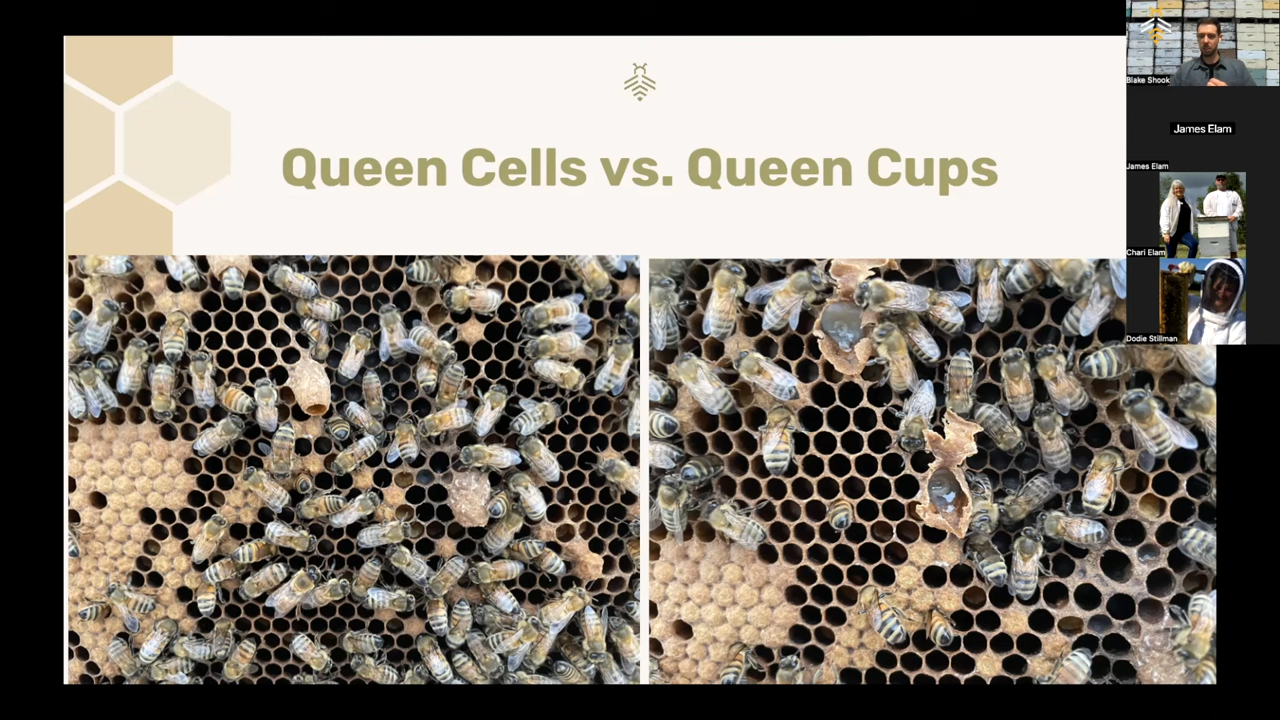 Queen Cells vs. Queen Cups
Blake Shook
James Elam
James Elam
Chari Elam
Dodie Stillman